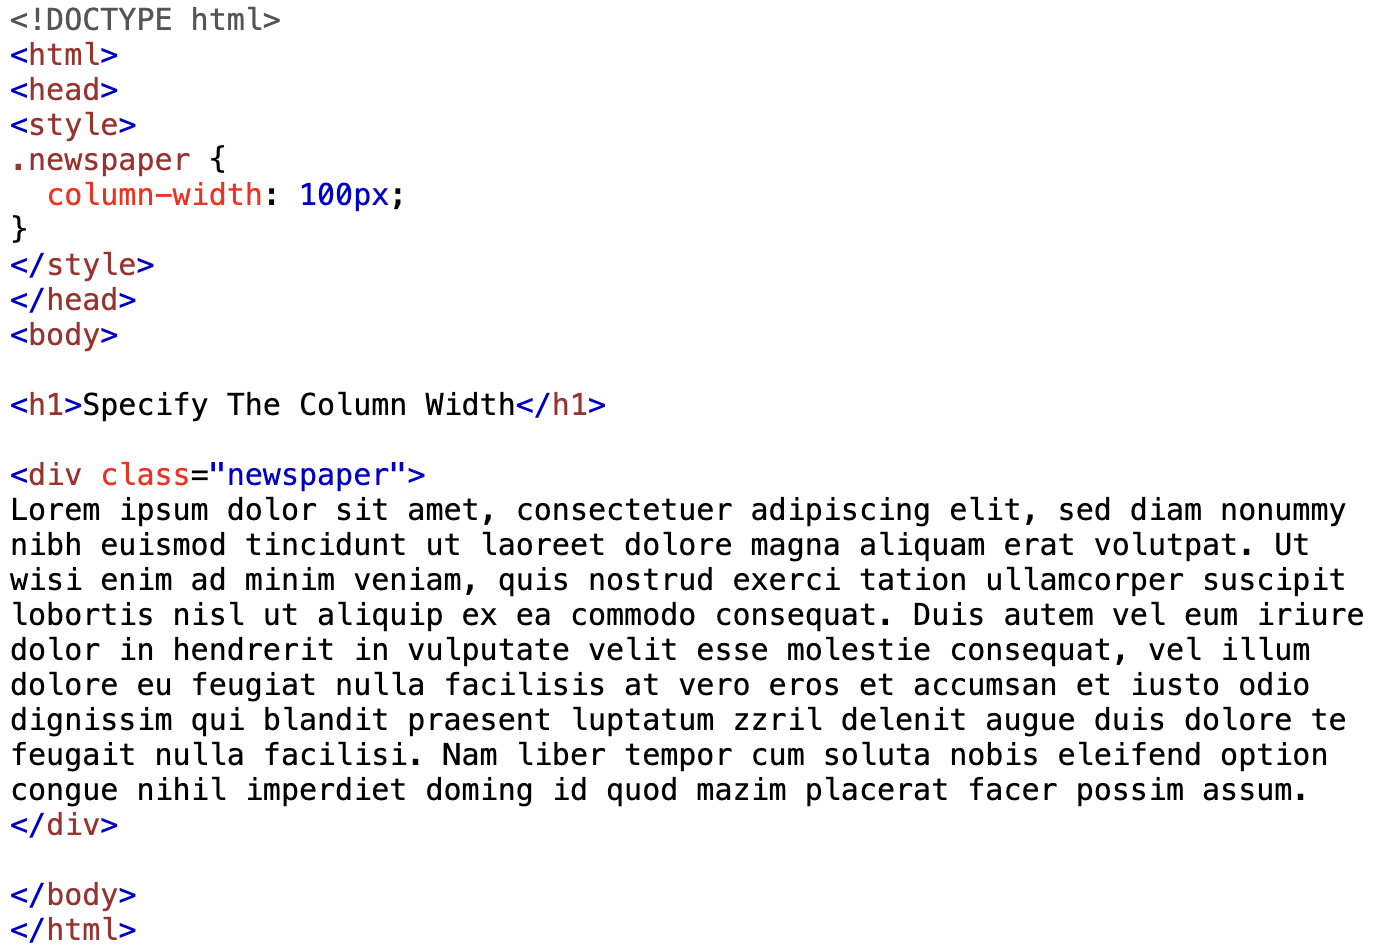 <!DOCTYPE html>
<html>
<head>
<style>
.newspaper {
  column-width: 100px;
}
</style>
</head>
<body>

<h1>Specify The Column Width</h1>

<div class="newspaper">
Lorem ipsum dolor sit amet, consectetuer adipiscing elit, sed diam nonummy
nibh euismod tincidunt ut laoreet dolore magna aliquam erat volutpat. Ut
wisi enim ad minim veniam, quis nostrud exerci tation ullamcorper suscipit
lobortis nisl ut aliquip ex ea commodo consequat. Duis autem vel eum iriure
dolor in hendrerit in vulputate velit esse molestie consequat, vel illum
dolore eu feugiat nulla facilisis at vero eros et accumsan et iusto odio
dignissim qui blandit praesent luptatum zzril delenit augue duis dolore te
feugait nulla facilisi. Nam liber tempor cum soluta nobis eleifend option
congue nihil imperdiet doming id quod mazim placerat facer possim assum.
</div>

</body>
</html>